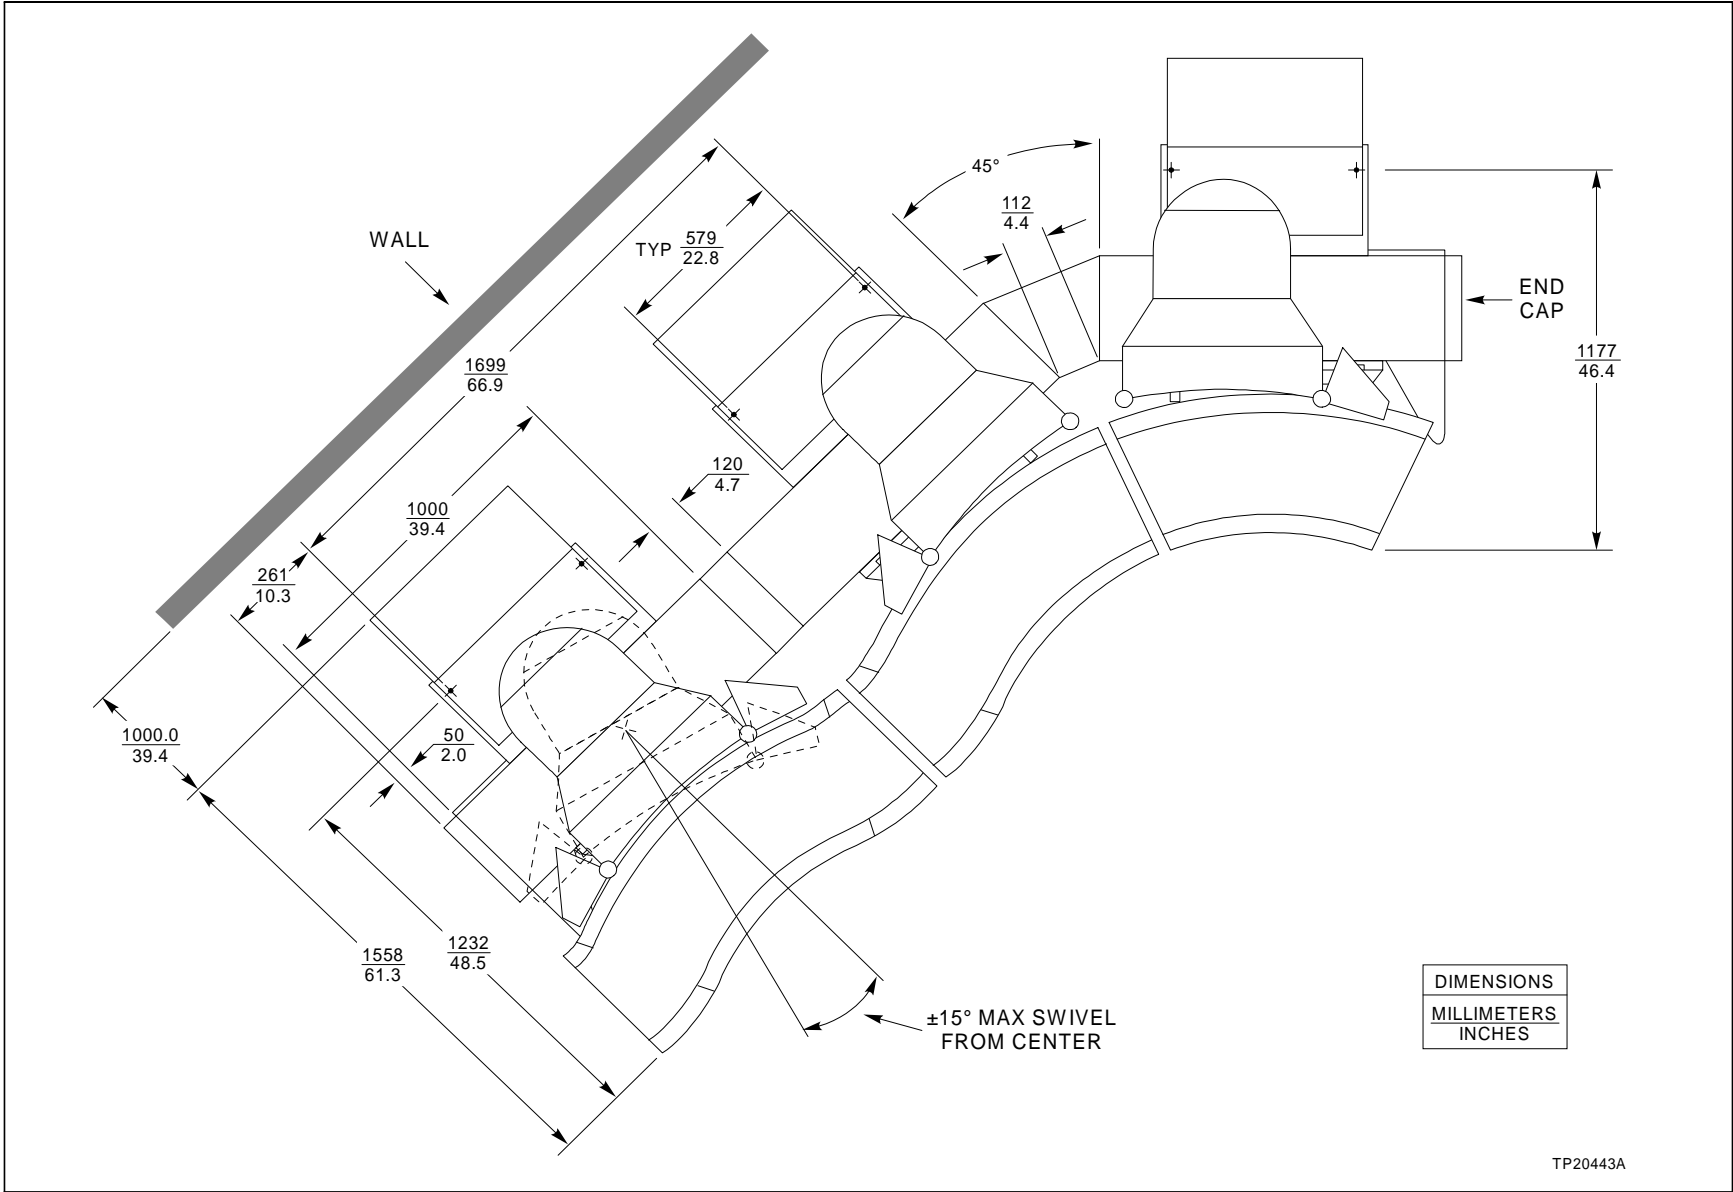 45°
112
4.4
WALL
TYP 579
22.8
END
CAP
1699
66.9
1177
46.4
120
4.7
1000
39.4
261
10.3
1000.0
39.4
50
2.0
1232
48.5
1558
61.3
±15° MAX SWIVEL
FROM CENTER
DIMENSIONS
MILLIMETERS
INCHES
TP20443A